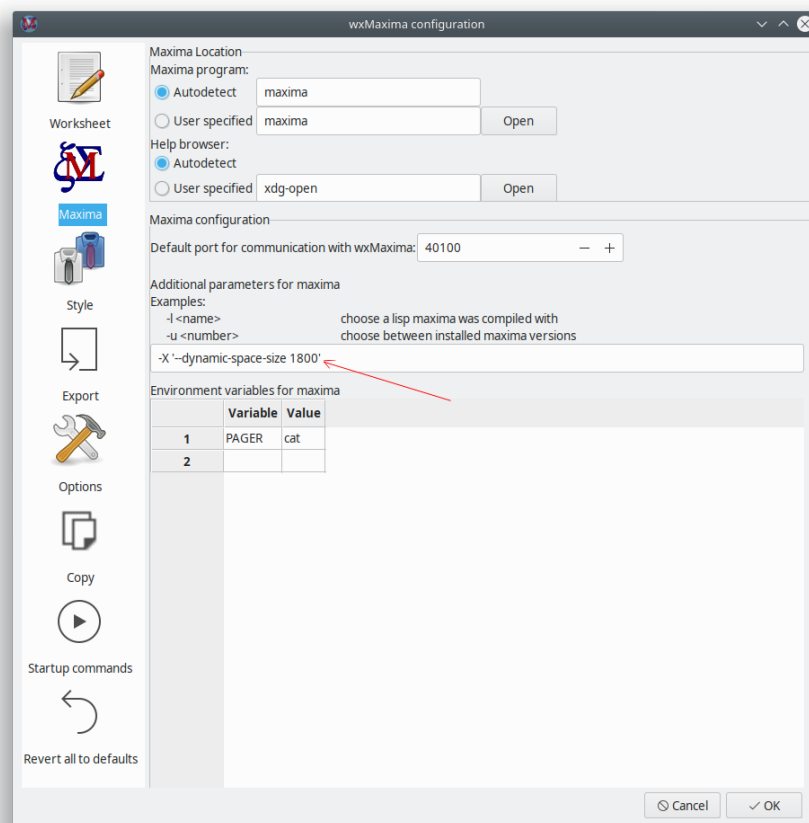 wxMaxima configuration
Worksheet
Maxima
Style
Export
Options
Copy
Startup commands
Revert all to defaults
Maxima Location
Maxima program:
Autodetect maxima
User specified maxima Open
Help browser:
Autodetect
User specified xdg-open Open
Maxima configuration
Default port for communication with wxMaxima: 40100 − +
Additional parameters for maxima
Examples:
-l <name> choose a lisp maxima was compiled with
-u <number> choose between installed maxima versions
-X '--dynamic-space-size 1800'
Environment variables for maxima
Variable Value
1 PAGER cat
2
Cancel OK